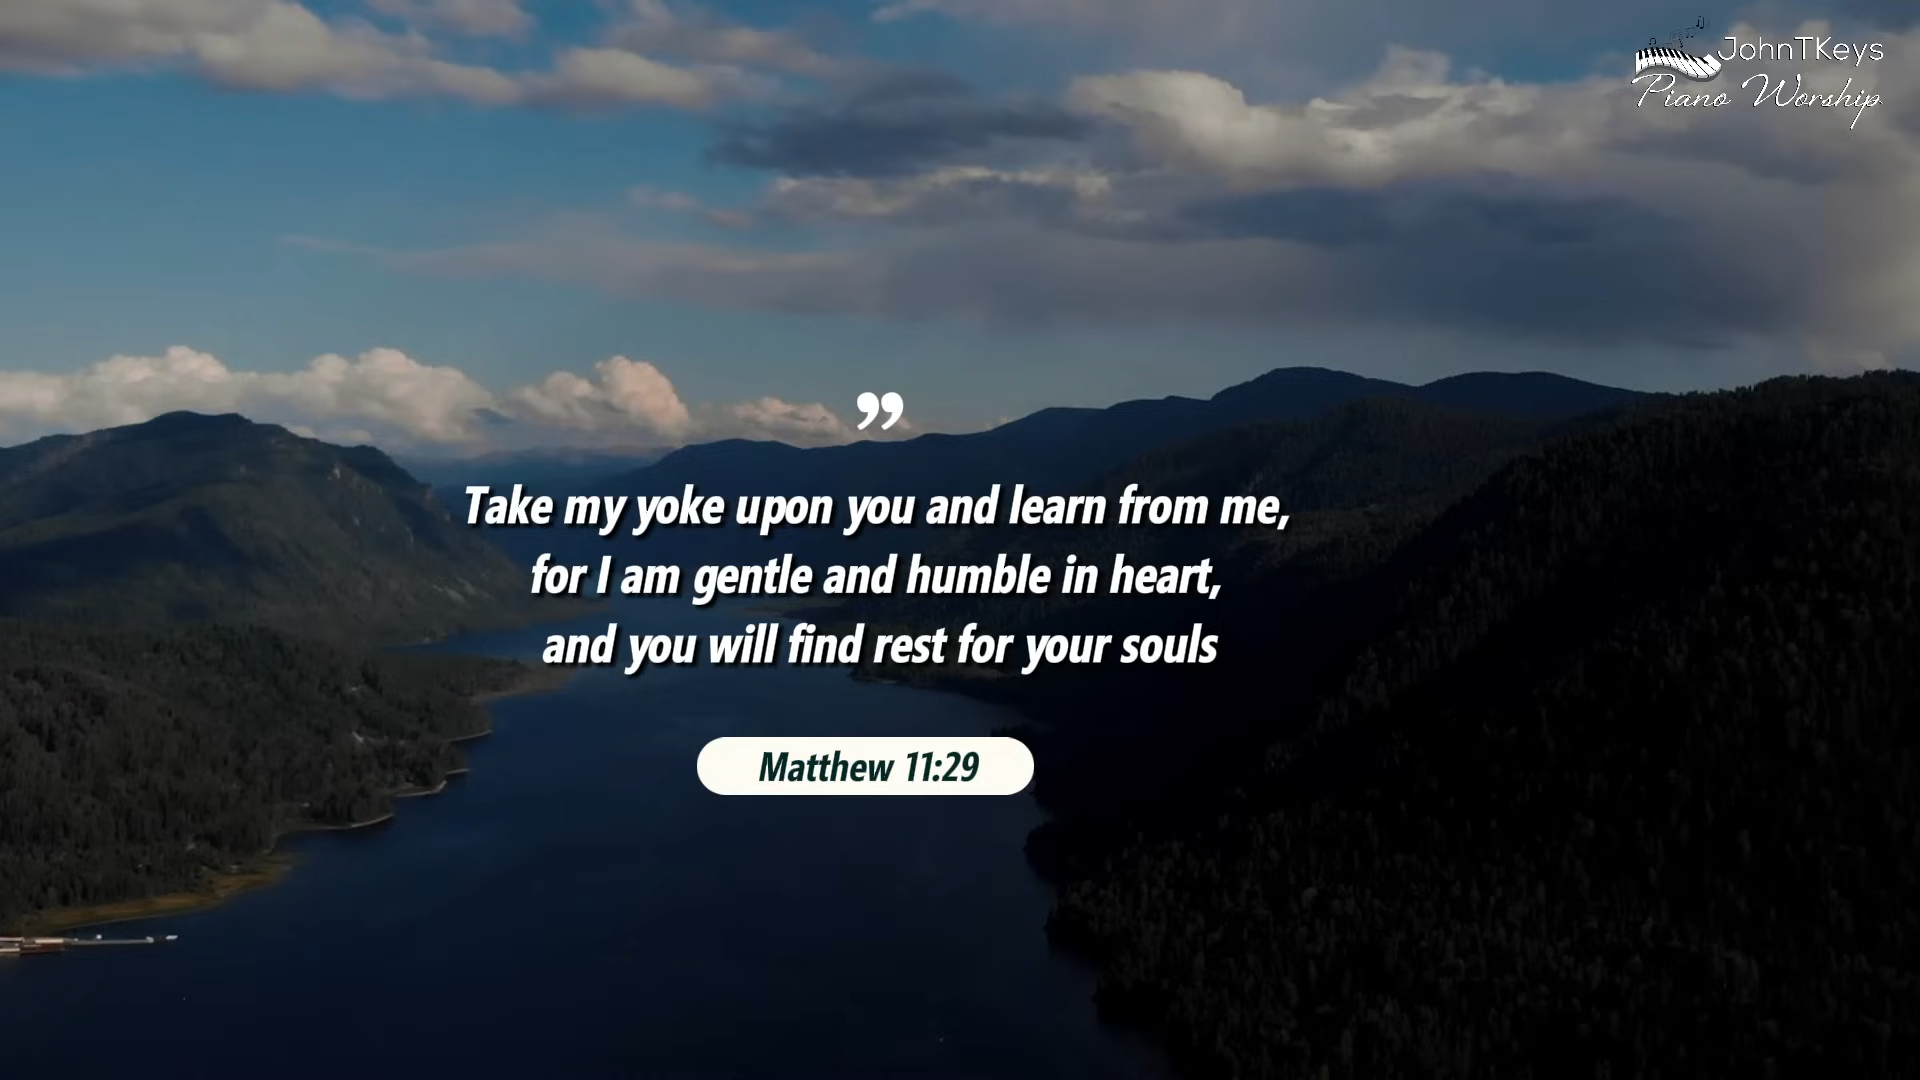 JohnTKeys
Piano Worship
”
Take my yoke upon you and learn from me,
for I am gentle and humble in heart,
and you will find rest for your souls
Matthew 11:29